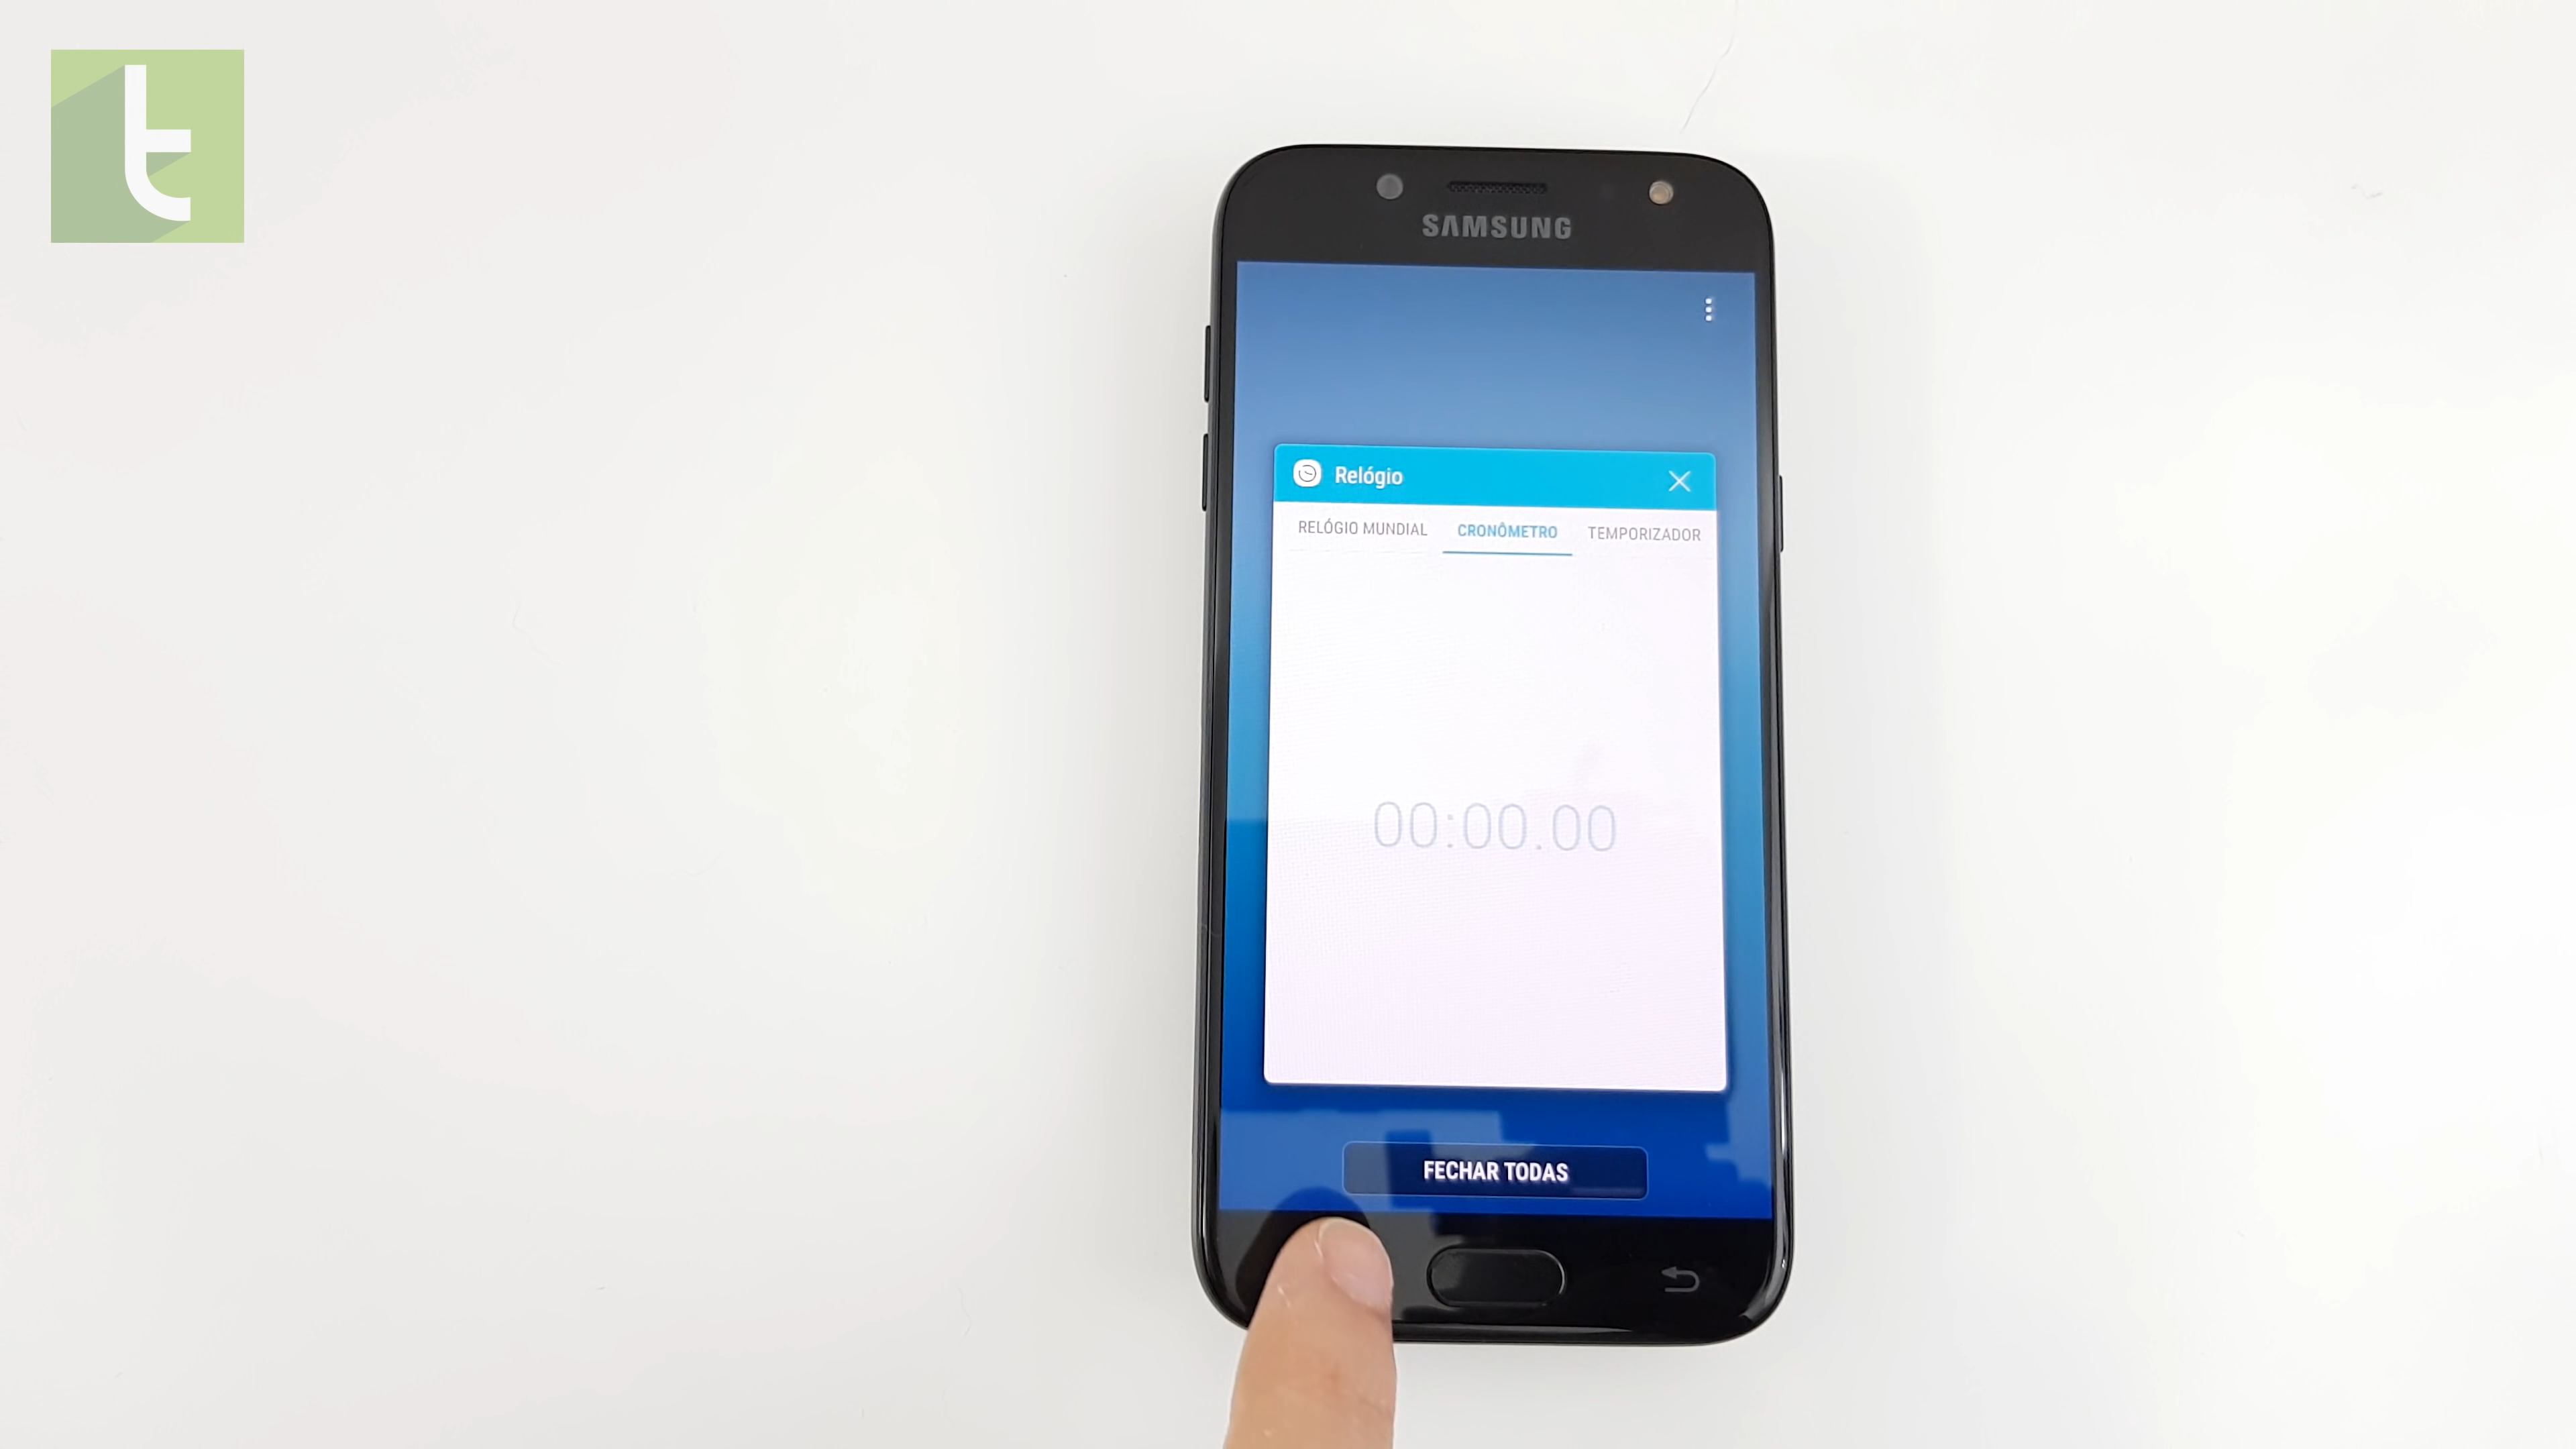 t
SAMSUNG
Relógio
RELÓGIO MUNDIAL CRONÔMETRO TEMPORIZADOR
00:00.00
FECHAR TODAS